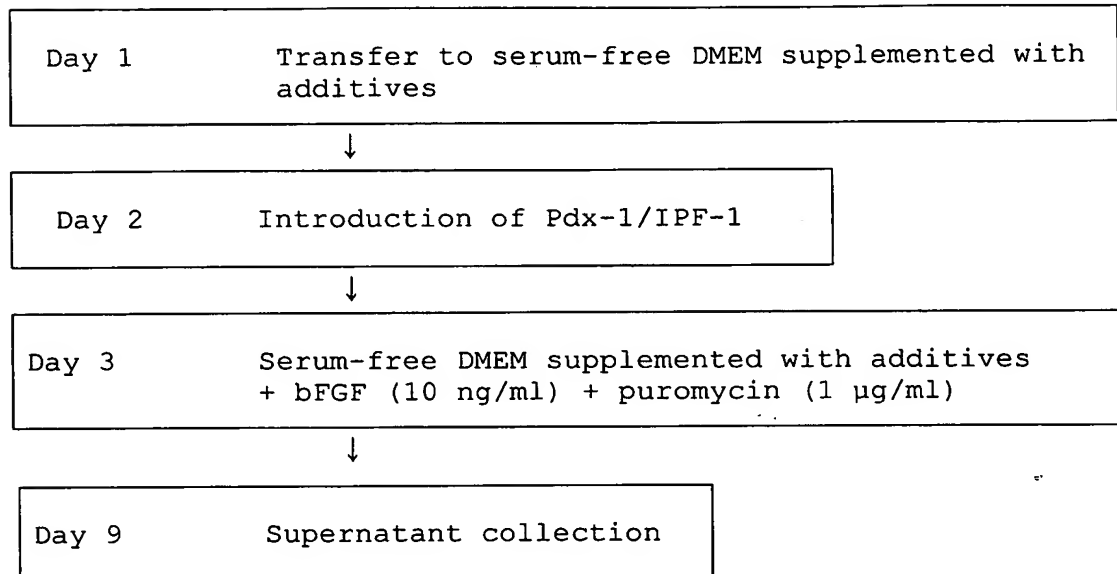 Day 1 Transfer to serum-free DMEM supplemented with
additives
↓
Day 2 Introduction of Pdx-1/IPF-1
↓
Day 3 Serum-free DMEM supplemented with additives
+ bFGF (10 ng/ml) + puromycin (1 µg/ml)
↓
Day 9 Supernatant collection